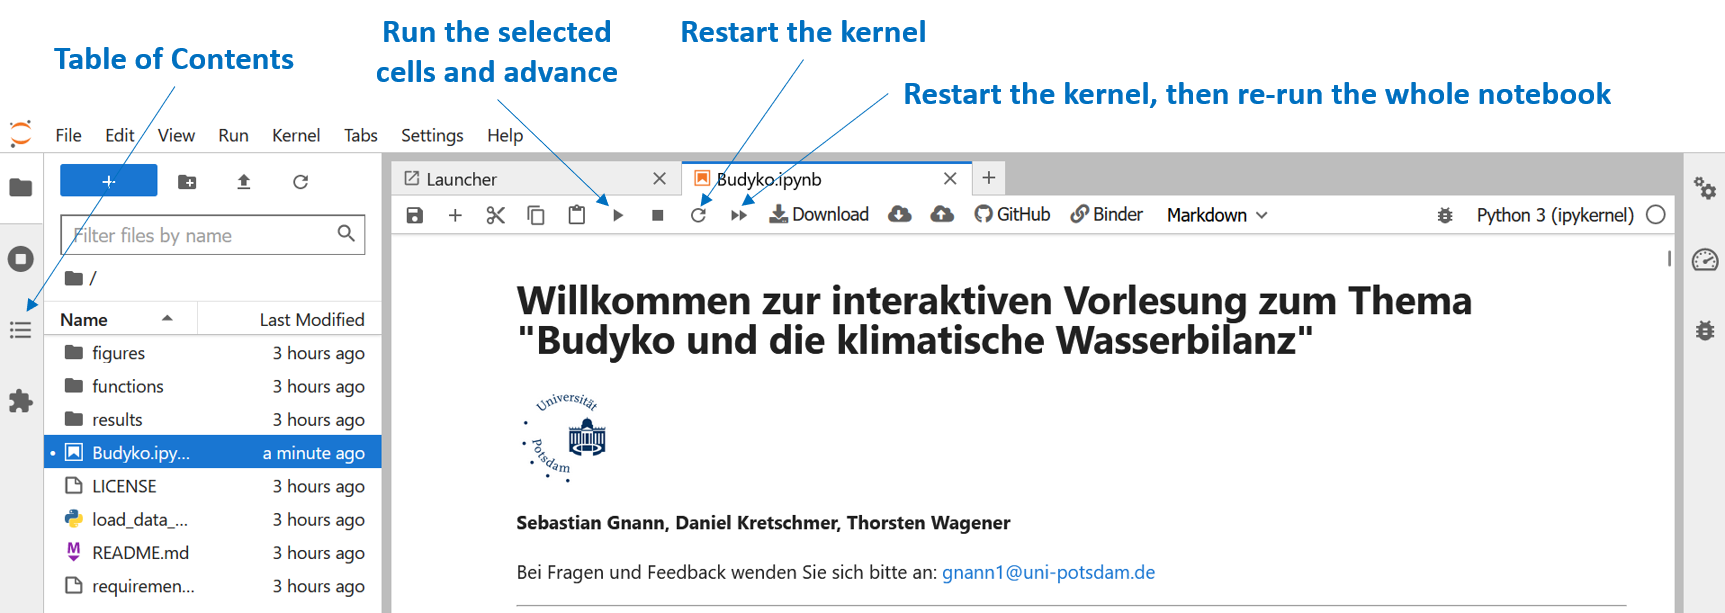 Table of Contents
Run the selected
cells and advance
Restart the kernel
Restart the kernel, then re-run the whole notebook
File Edit View Run Kernel Tabs Settings Help
+
Filter files by name
/
Name Last Modified
figures 3 hours ago
functions 3 hours ago
results 3 hours ago
Budyko.ipy... a minute ago
LICENSE 3 hours ago
load_data_... 3 hours ago
README.md 3 hours ago
requiremen... 3 hours ago
Launcher Budyko.ipynb
Download GitHub Binder Markdown Python 3 (ipykernel)
Willkommen zur interaktiven Vorlesung zum Thema
"Budyko und die klimatische Wasserbilanz"
Universität
Potsdam
Sebastian Gnann, Daniel Kretschmer, Thorsten Wagener
Bei Fragen und Feedback wenden Sie sich bitte an: gnann1@uni-potsdam.de